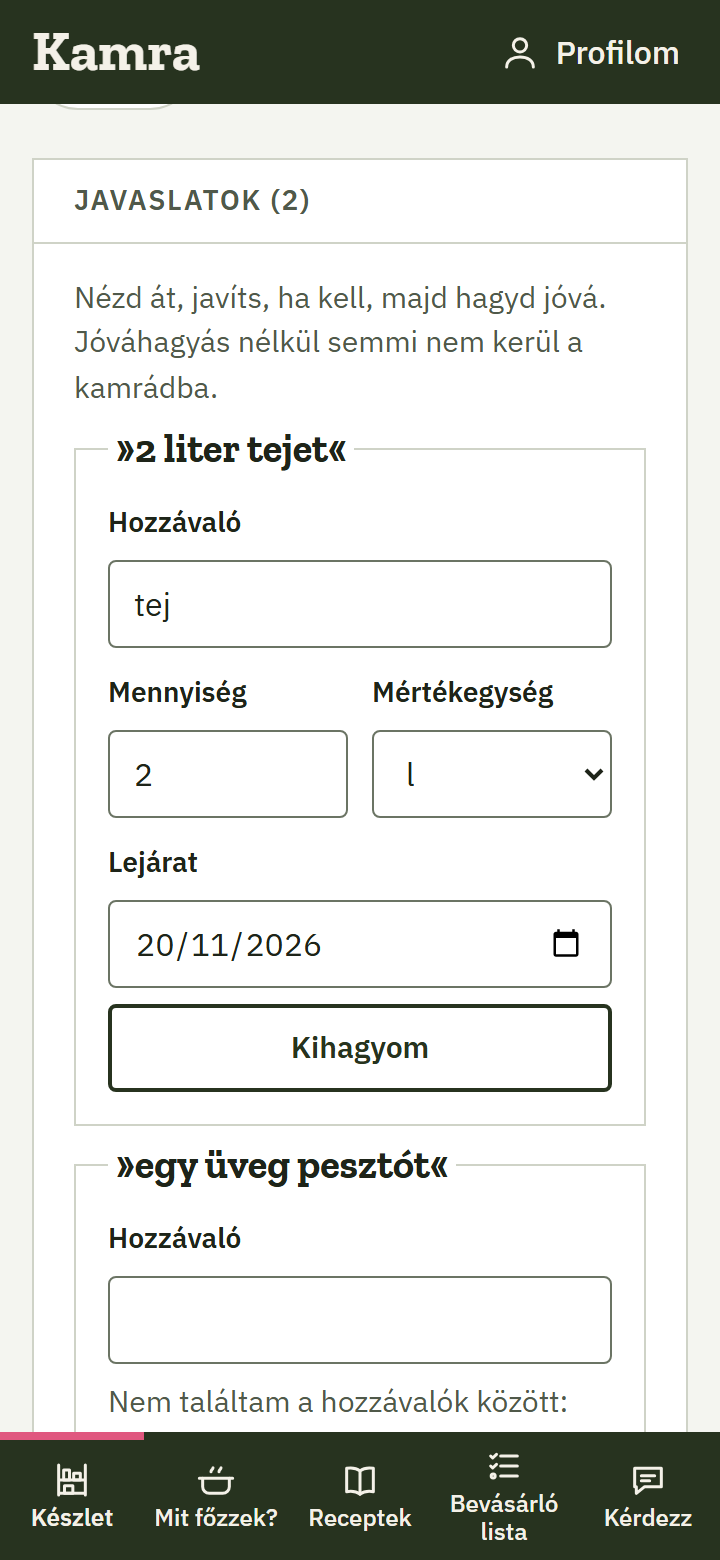 Kamra
Profilom
JAVASLATOK (2)
Nézd át, javíts, ha kell, majd hagyd jóvá.
Jóváhagyás nélkül semmi nem kerül a
kamrádba.
»2 liter tejet«
Hozzávaló
tej
Mennyiség
Mértékegység
2
l
Lejárat
20/11/2026
Kihagyom
»egy üveg pesztót«
Hozzávaló
Nem találtam a hozzávalók között:
Készlet
Mit főzzek?
Receptek
Bevásárló
lista
Kérdezz